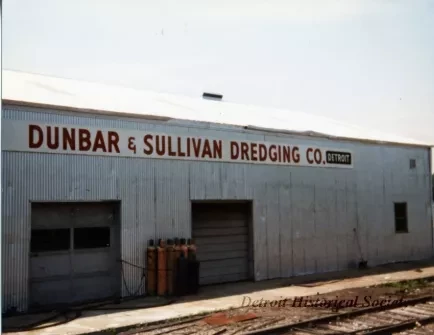 DUNBAR & SULLIVAN DREDGING CO. DETROIT
Detroit Historical Society